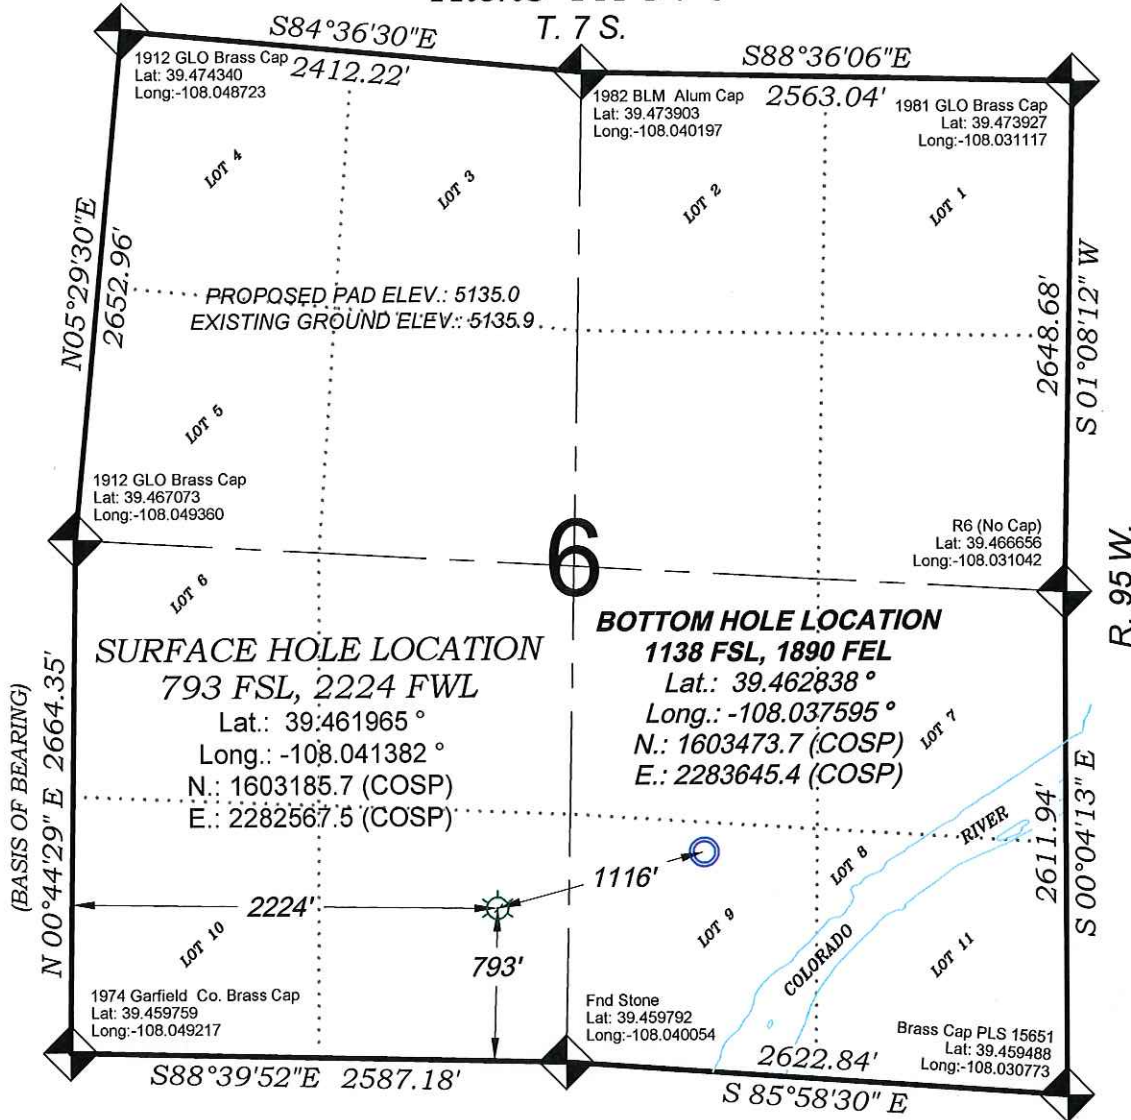 T. 7 S.
S84°36'30"E
2412.22'
S88°36'06"E
2563.04'
1912 GLO Brass Cap
Lat: 39.474340
Long:-108.048723
1982 BLM Alum Cap
Lat: 39.473903
Long:-108.040197
1981 GLO Brass Cap
Lat: 39.473927
Long:-108.031117
LOT 4
LOT 3
LOT 2
LOT 1
N05°29'30"E
2652.96'
PROPOSED PAD ELEV.: 5135.0
EXISTING GROUND ELEV.: 5135.9
2648.68'
S 01°08'12" W
LOT 5
1912 GLO Brass Cap
Lat: 39.467073
Long:-108.049360
6
R6 (No Cap)
Lat: 39.466656
Long:-108.031042
R. 95 W.
LOT 6
SURFACE HOLE LOCATION
793 FSL, 2224 FWL
Lat.: 39.461965 °
Long.: -108.041382 °
N.: 1603185.7 (COSP)
E.: 2282567.5 (COSP)
BOTTOM HOLE LOCATION
1138 FSL, 1890 FEL
Lat.: 39.462838 °
Long.: -108.037595 °
N.: 1603473.7 (COSP)
E.: 2283645.4 (COSP)
LOT 7
(BASIS OF BEARING)
N 00°44'29" E 2664.35'
2611.94'
S 00°04'13" E
RIVER
LOT 8
1116'
2224'
793'
LOT 10
LOT 9
COLORADO
LOT 11
1974 Garfield Co. Brass Cap
Lat: 39.459759
Long:-108.049217
Fnd Stone
Lat: 39.459792
Long:-108.040054
Brass Cap PLS 15651
Lat: 39.459488
Long:-108.030773
S88°39'52"E 2587.18'
2622.84'
S 85°58'30" E